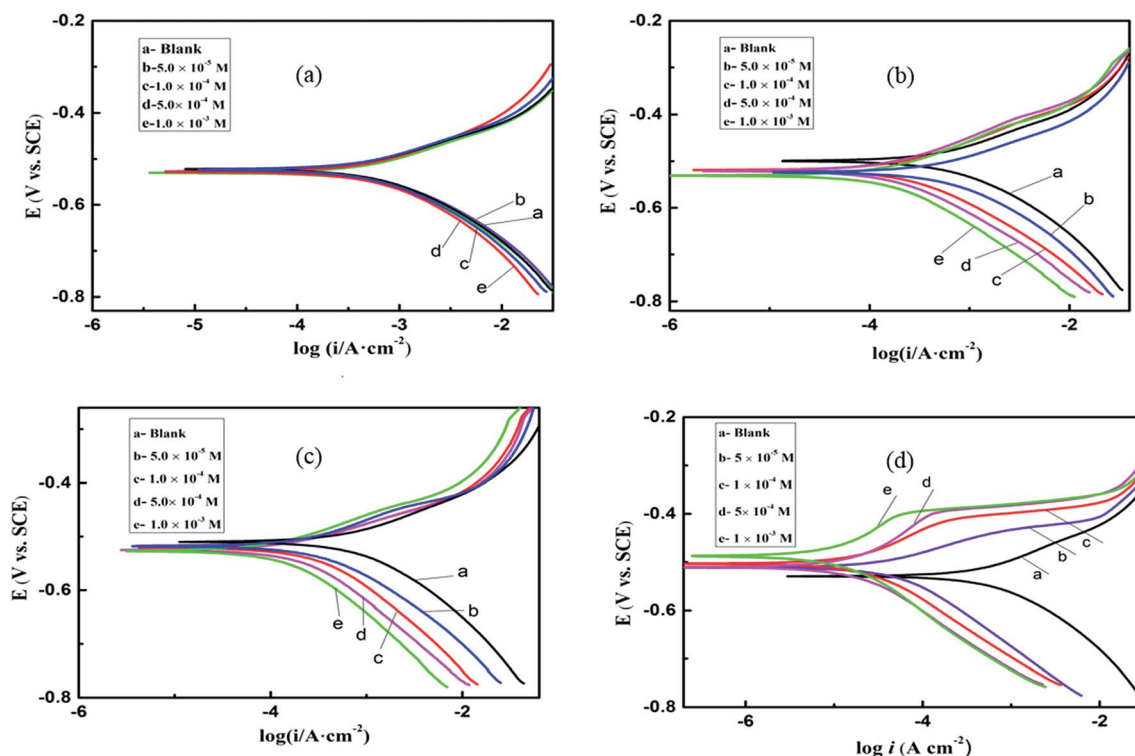 (a)
a- Blank
b-5.0 × 10⁻⁵ M
c-1.0 × 10⁻⁴ M
d-5.0× 10⁻⁴ M
e-1.0 × 10⁻³ M
E (V vs. SCE)
-0.2
-0.4
-0.6
-0.8
b
a
d
c
e
-6
-5
-4
-3
-2
log (i/A·cm⁻²)
(b)
a- Blank
b- 5.0 × 10⁻⁵ M
c- 1.0 × 10⁻⁴ M
d- 5.0 × 10⁻⁴ M
e- 1.0 × 10⁻³ M
E (V vs. SCE)
-0.2
-0.4
-0.6
-0.8
a
b
e
d
c
-6
-4
-2
log(i/A·cm⁻²)
(c)
a- Blank
b- 5.0 × 10⁻⁵ M
c- 1.0 × 10⁻⁴ M
d- 5.0× 10⁻⁴ M
e- 1.0× 10⁻³ M
E (V vs. SCE)
-0.4
-0.6
-0.8
a
b
e
d
c
-6
-5
-4
-3
-2
log(i/A·cm⁻²)
(d)
a- Blank
b- 5 × 10⁻⁵ M
c- 1 × 10⁻⁴ M
d- 5× 10⁻⁴ M
e- 1× 10⁻³ M
E (V vs. SCE)
-0.2
-0.4
-0.6
-0.8
e
d
c
b
a
-6
-4
-2
log i (A cm⁻²)